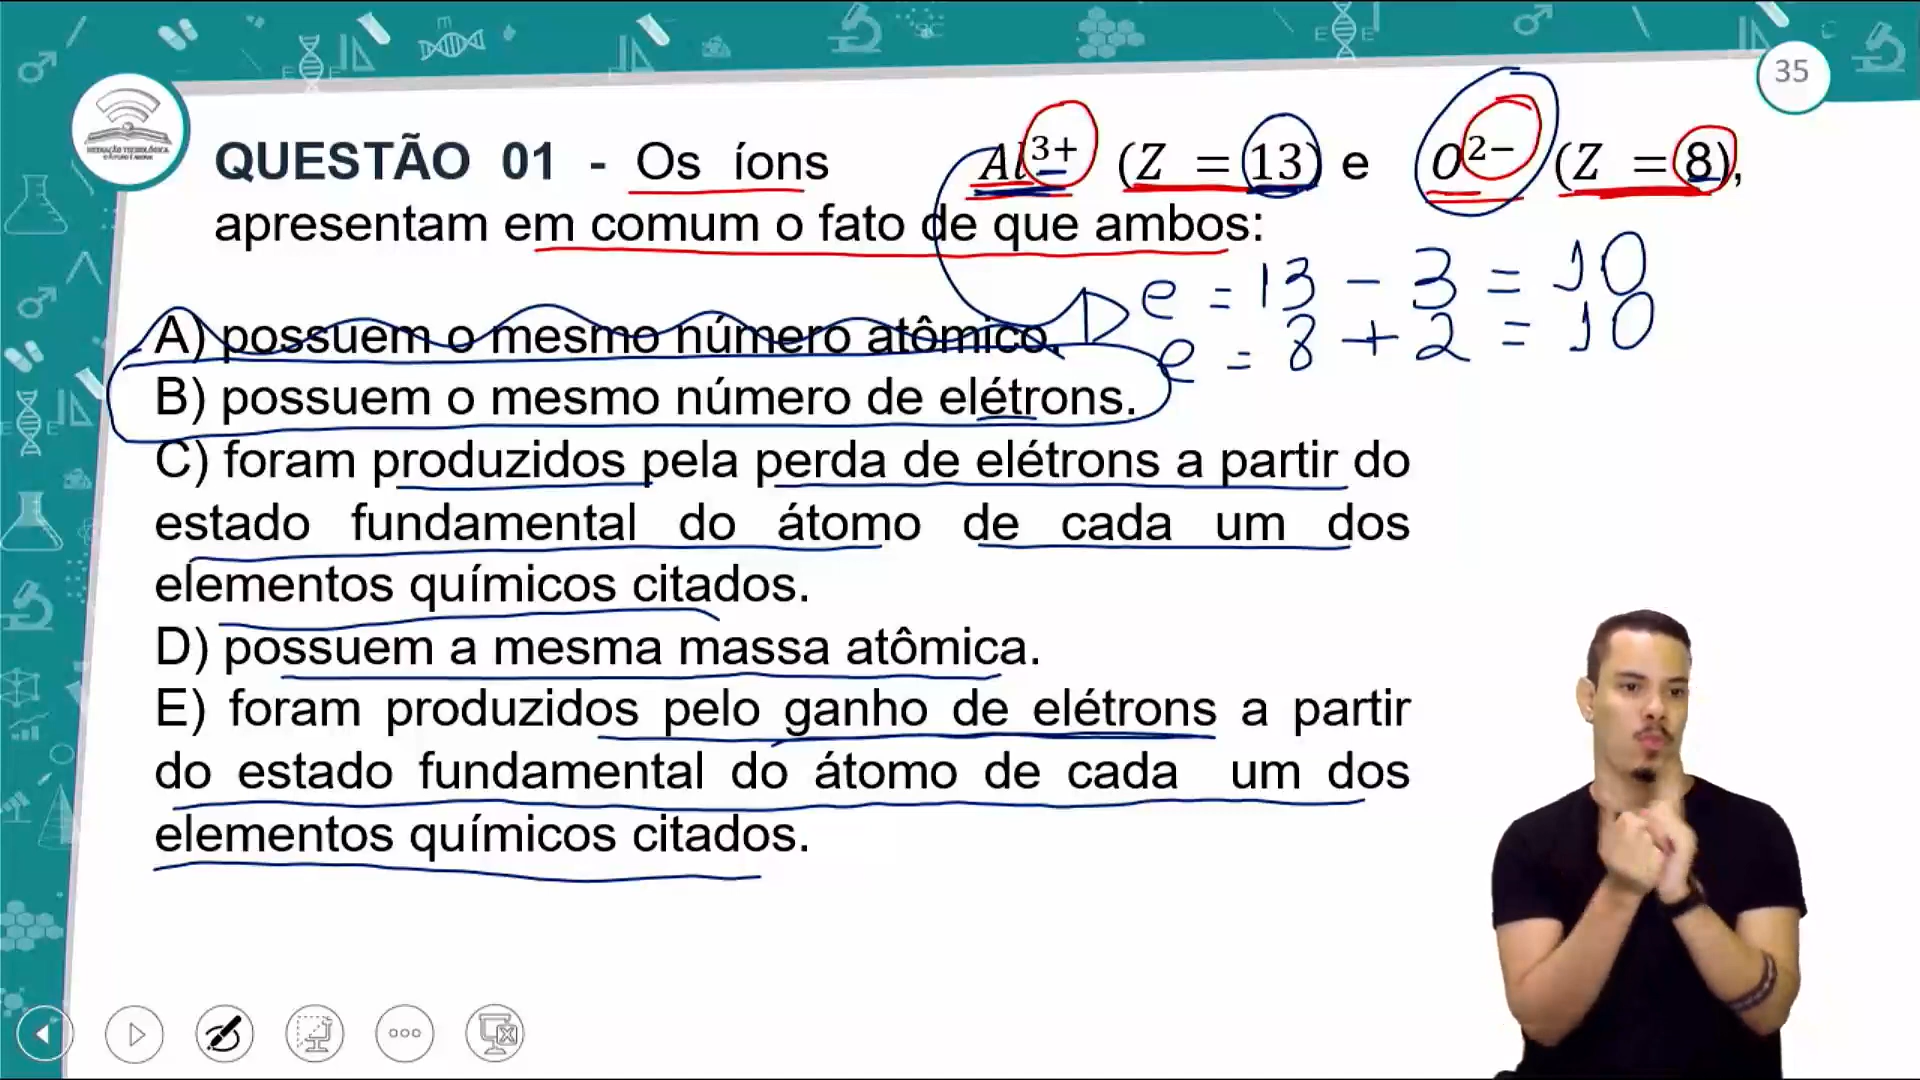 35
QUESTÃO 01 - Os íons Al³⁺ (Z = 13) e O²⁻ (Z = 8),
apresentam em comum o fato de que ambos:
e = 13 - 3 = 10
e = 8 + 2 = 10
A) possuem o mesmo número atômico.
B) possuem o mesmo número de elétrons.
C) foram produzidos pela perda de elétrons a partir do
estado fundamental do átomo de cada um dos
elementos químicos citados.
D) possuem a mesma massa atômica.
E) foram produzidos pelo ganho de elétrons a partir
do estado fundamental do átomo de cada um dos
elementos químicos citados.